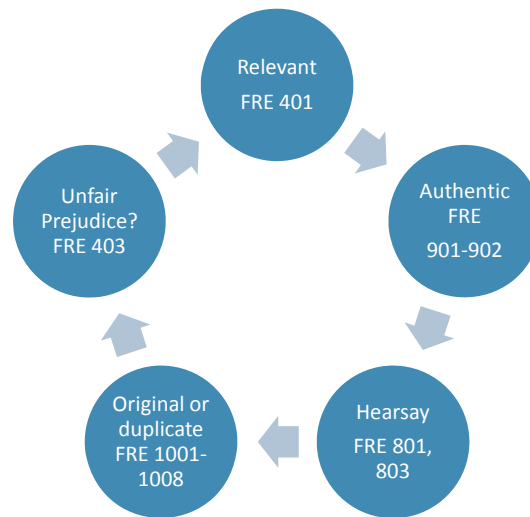 Relevant
FRE 401
Authentic
FRE
901-902
Hearsay
FRE 801,
803
Original or
duplicate
FRE 1001-
1008
Unfair
Prejudice?
FRE 403